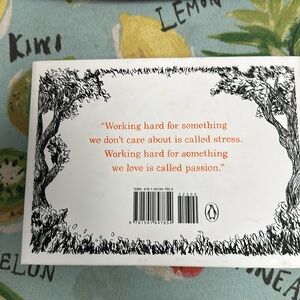 LEMON
KIWI
"Working hard for something
we don't care about is called stress.
Working hard for something
we love is called passion."
ELON